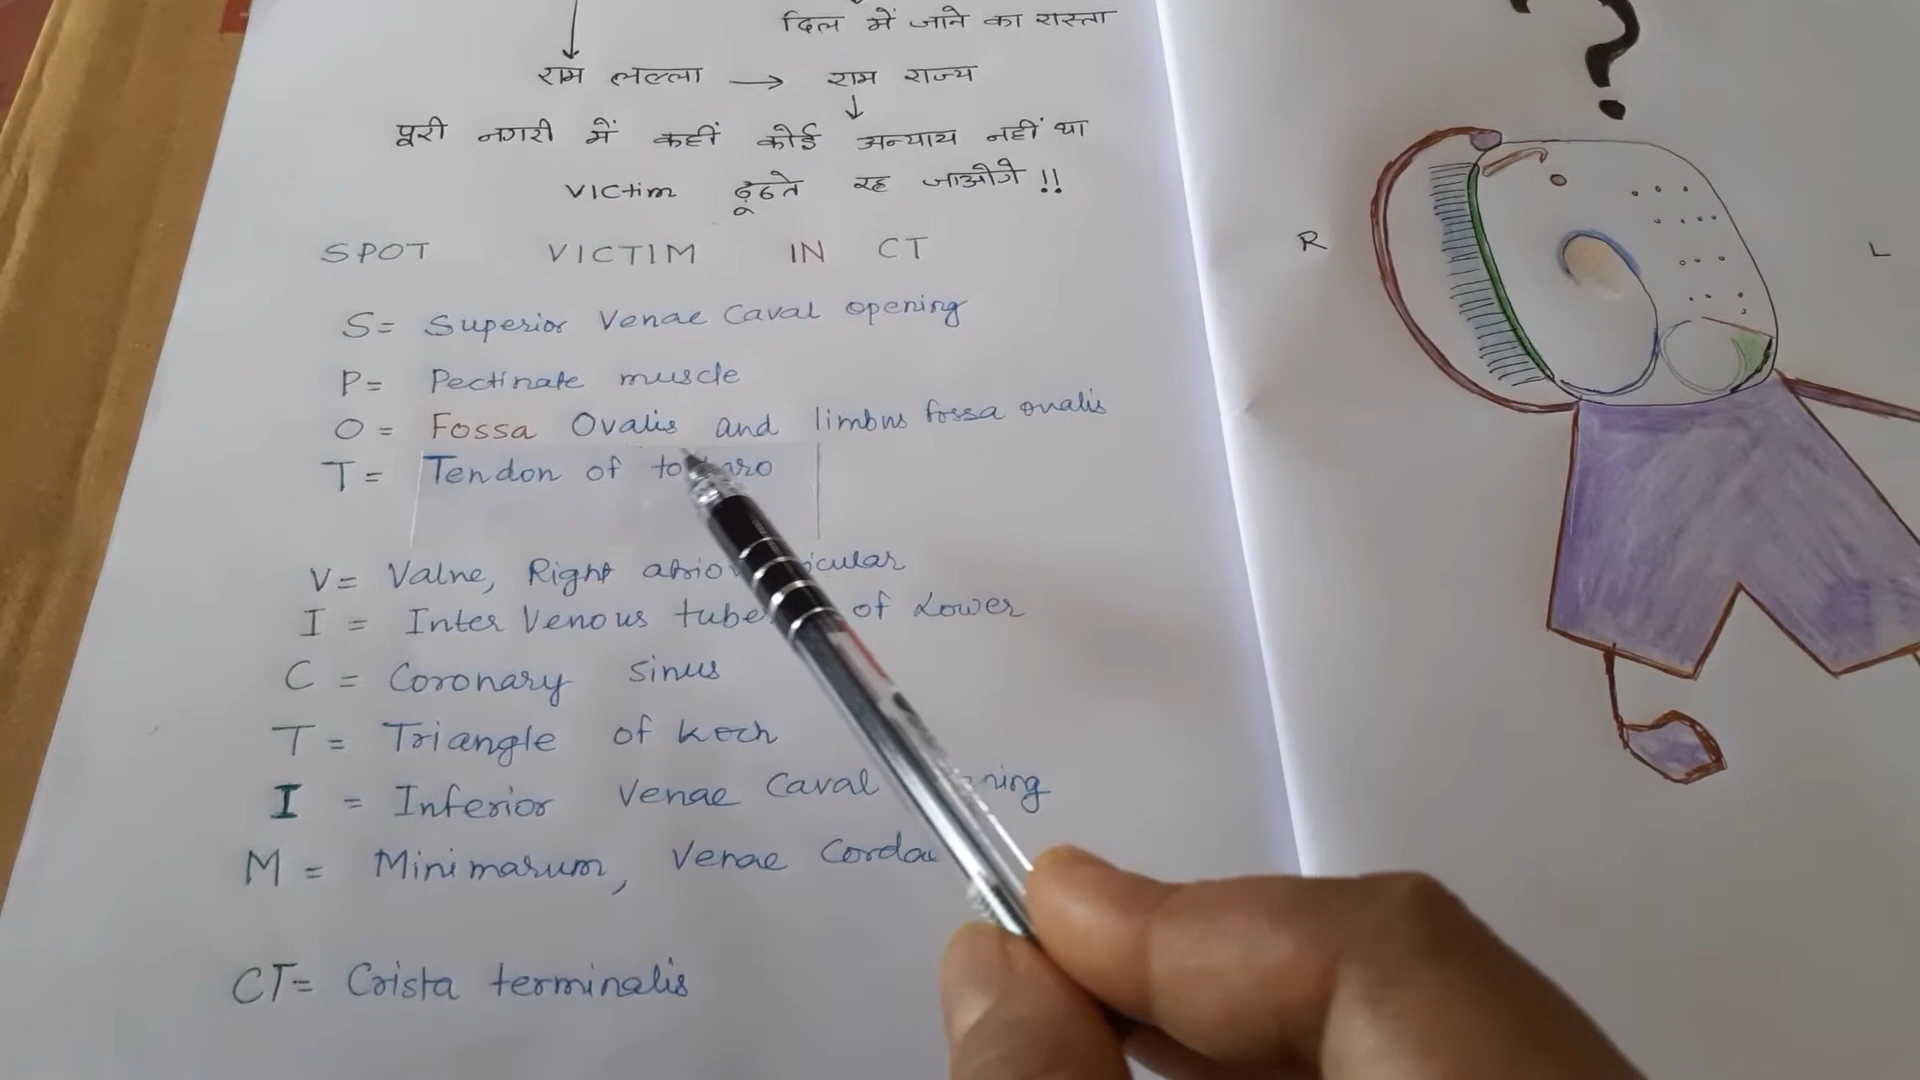 दिल में जाने का रास्ता
राम लल्ला → राम राज्य
पूरी नगरी में कहीं कोई अन्याय नहीं था
Victim ढूंढते रह जाओगे !!
SPOT VICTIM IN CT
S= Superior Venae Caval opening
P= Pectinate muscle
O = Fossa Ovalis and limbus fossa ovalis
T = Tendon of
V= Valve, Right
I = Inter Venous of Lower
C = Coronary sinus
T = Triangle of Koch
I = Inferior Venae Caval
M = Minimarum, Venae Cordae
CT= Crista terminalis
?
R
L